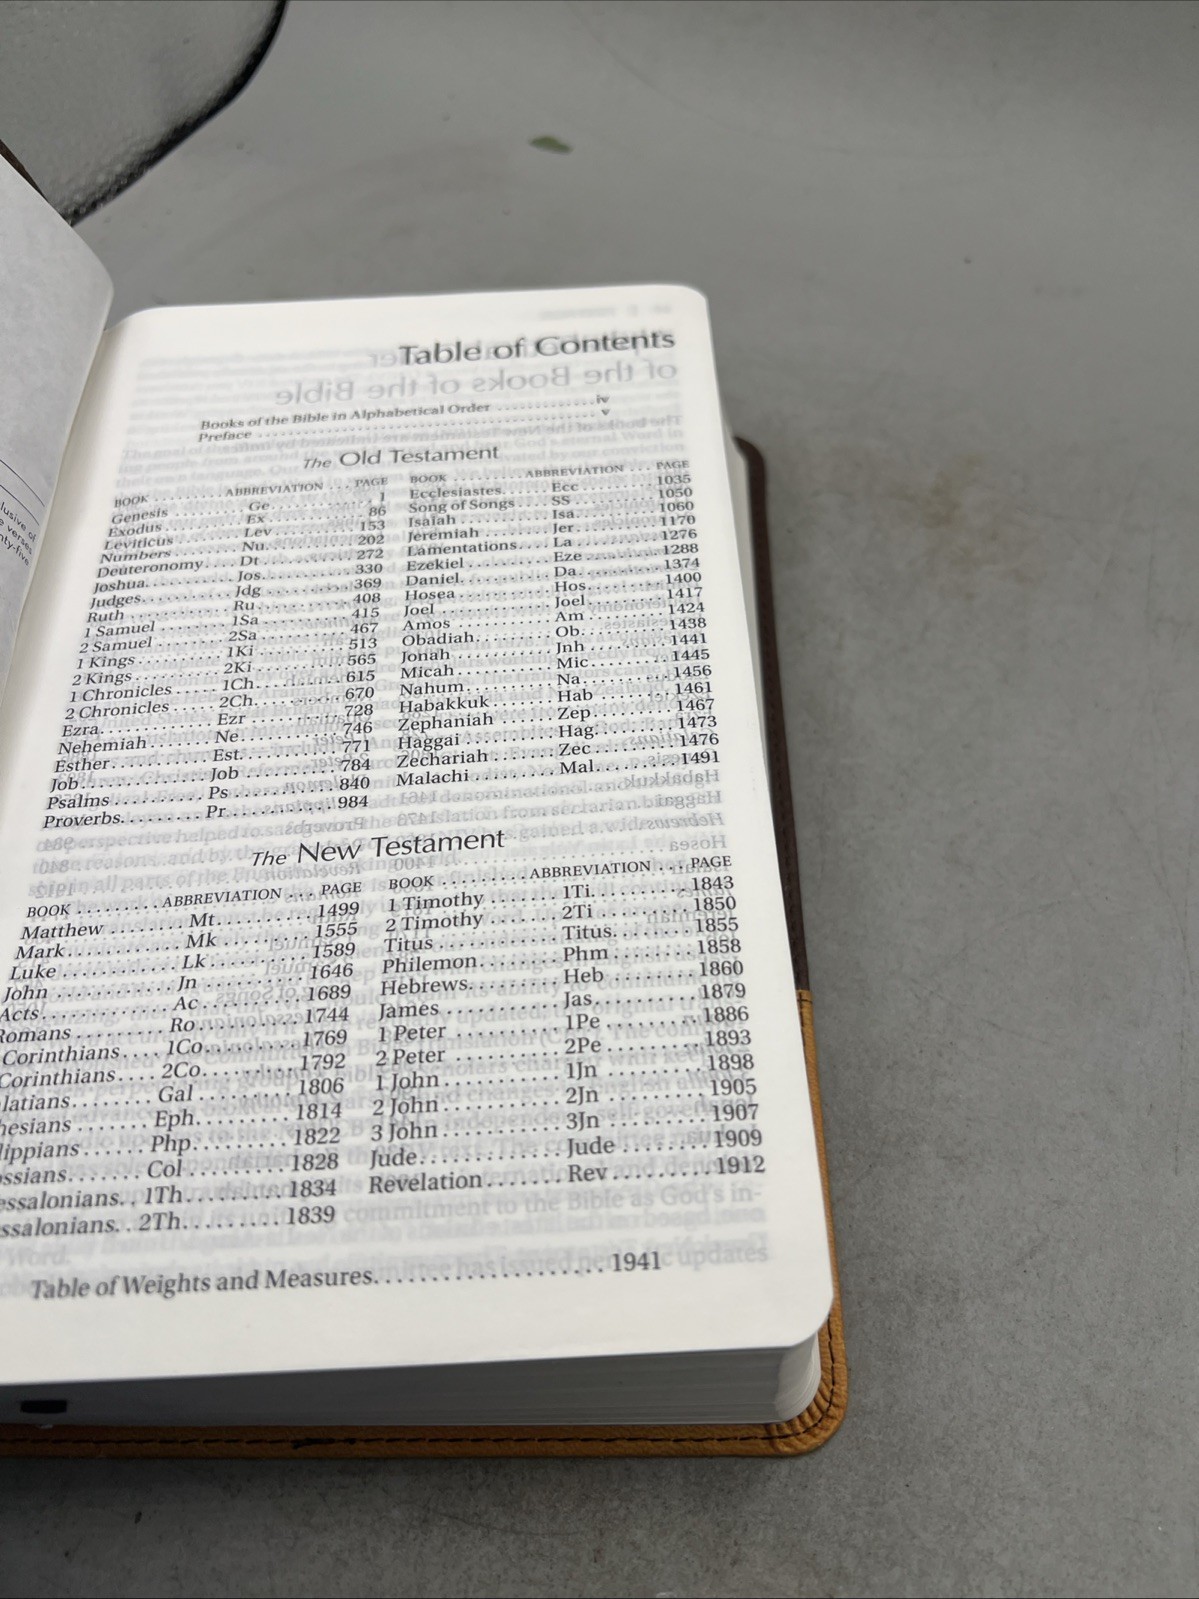 lusive of
e verses
nty-five
Table of Contents
Books of the Bible in Alphabetical Order . . . . . . . . . . . . . iv
Preface . . . . . . . . . . . . . . . . . . . . . . . . . . . . . . . v
The Old Testament
BOOK . . . . . . . . . ABBREVIATION . . . PAGE
Genesis . . . . . . . . . Ge . . . . . . . . . 1
Exodus . . . . . . . . . Ex . . . . . . . . . 86
Leviticus . . . . . . . . Lev . . . . . . . . 153
Numbers . . . . . . . . Nu. . . . . . . . . 202
Deuteronomy . . . . Dt . . . . . . . . . 272
Joshua. . . . . . . . . . Jos. . . . . . . . . 330
Judges. . . . . . . . . . Jdg . . . . . . . . 369
Ruth . . . . . . . . . . . Ru . . . . . . . . . 408
1 Samuel . . . . . . . . 1Sa . . . . . . . . 415
2 Samuel . . . . . . . . 2Sa . . . . . . . . 467
1 Kings . . . . . . . . . 1Ki . . . . . . . . 513
2 Kings . . . . . . . . . 2Ki . . . . . . . . 565
1 Chronicles . . . . . 1Ch. . . . . . . . . 615
2 Chronicles . . . . . 2Ch. . . . . . . . . 670
Ezra. . . . . . . . . . . . Ezr . . . . . . . . 728
Nehemiah . . . . . . . Ne . . . . . . . . . 746
Esther . . . . . . . . . . Est. . . . . . . . . 771
Job. . . . . . . . . . . . . Job . . . . . . . . 784
Psalms . . . . . . . . . . Ps . . . . . . . . . 840
Proverbs. . . . . . . . . Pr . . . . . . . . . 984
BOOK . . . . . . . . . ABBREVIATION . . . PAGE
Ecclesiastes. . . . . . Ecc . . . . . . . . 1035
Song of Songs . . . . SS . . . . . . . . . 1050
Isaiah . . . . . . . . . . Isa. . . . . . . . . 1060
Jeremiah . . . . . . . . Jer. . . . . . . . . 1170
Lamentations. . . . La . . . . . . . . . 1276
Ezekiel . . . . . . . . . Eze . . . . . . . . 1288
Daniel. . . . . . . . . . Da. . . . . . . . . 1374
Hosea . . . . . . . . . . Hos. . . . . . . . 1400
Joel . . . . . . . . . . . . Joel . . . . . . . 1417
Amos . . . . . . . . . . Am . . . . . . . . 1424
Obadiah. . . . . . . . . Ob. . . . . . . . . 1438
Jonah . . . . . . . . . . Jnh . . . . . . . . 1441
Micah . . . . . . . . . . Mic. . . . . . . . 1445
Nahum. . . . . . . . . . Na . . . . . . . . . 1456
Habakkuk . . . . . . . Hab . . . . . . . . 1461
Zephaniah . . . . . . Zep. . . . . . . . . 1467
Haggai . . . . . . . . . Hag. . . . . . . . 1473
Zechariah . . . . . . . Zec . . . . . . . . 1476
Malachi . . . . . . . . . Mal. . . . . . . . 1491
The New Testament
BOOK . . . . . . . . . ABBREVIATION . . . PAGE
Matthew . . . . . . . . Mt. . . . . . . . . 1499
Mark. . . . . . . . . . . Mk . . . . . . . . 1555
Luke . . . . . . . . . . . Lk . . . . . . . . . 1589
John . . . . . . . . . . . Jn . . . . . . . . . 1646
Acts . . . . . . . . . . . Ac . . . . . . . . . 1689
Romans . . . . . . . . . Ro. . . . . . . . . 1744
Corinthians . . . . 1Co. . . . . . . . . 1769
Corinthians . . . . 2Co. . . . . . . . . 1792
latians. . . . . . . . Gal . . . . . . . . 1806
hesians . . . . . . . Eph. . . . . . . . . 1814
lippians . . . . . . Php. . . . . . . . . 1822
ossians. . . . . . . . Col . . . . . . . . 1828
essalonians. . 1Th. . . . . . . . . 1834
ssalonians. . 2Th. . . . . . . . . 1839
BOOK . . . . . . . . . ABBREVIATION . . . PAGE
1 Timothy . . . . . . . 1Ti. . . . . . . . . 1843
2 Timothy . . . . . . . 2Ti . . . . . . . . 1850
Titus . . . . . . . . . . . Titus. . . . . . . 1855
Philemon. . . . . . . . Phm . . . . . . . 1858
Hebrews. . . . . . . . . Heb . . . . . . . . 1860
James . . . . . . . . . . Jas. . . . . . . . . 1879
1 Peter . . . . . . . . . 1Pe . . . . . . . . 1886
2 Peter . . . . . . . . . 2Pe . . . . . . . . 1893
1 John . . . . . . . . . . 1Jn . . . . . . . . 1898
2 John . . . . . . . . . . 2Jn . . . . . . . . 1905
3 John . . . . . . . . . . 3Jn . . . . . . . . 1907
Jude. . . . . . . . . . . . Jude . . . . . . . 1909
Revelation . . . . . . . Rev . . . . . . . . 1912
Table of Weights and Measures. . . . . . . . . . . . . . . . . . . . . 1941